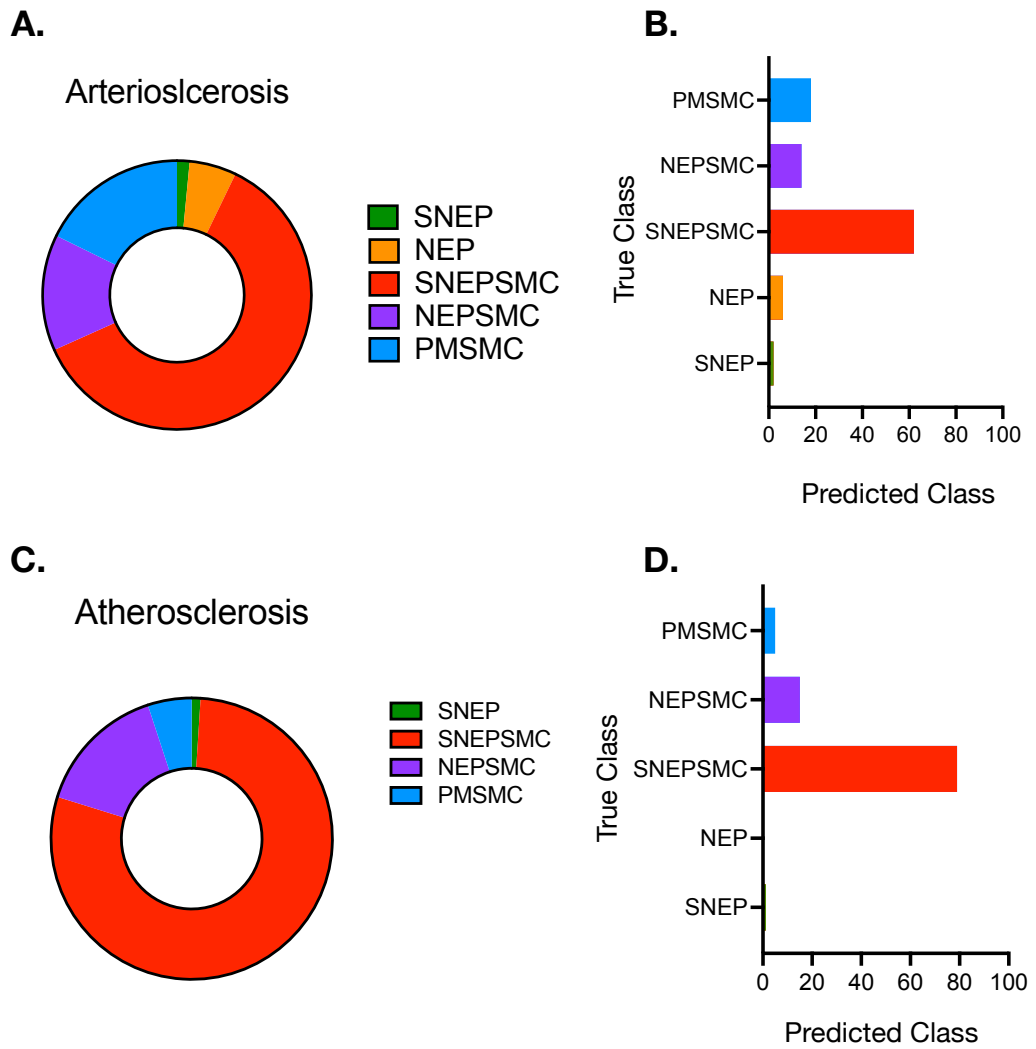 A.
Arterioslcerosis
SNEP
NEP
SNEPSMC
NEPSMC
PMSMC
B.
True Class
PMSMC
NEPSMC
SNEPSMC
NEP
SNEP
0 20 40 60 80 100
Predicted Class
C.
Atherosclerosis
SNEP
SNEPSMC
NEPSMC
PMSMC
D.
True Class
PMSMC
NEPSMC
SNEPSMC
NEP
SNEP
0 20 40 60 80 100
Predicted Class